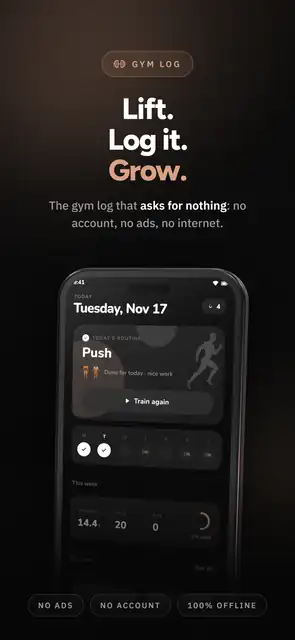 GYM LOG
Lift.
Log it.
Grow.
The gym log that asks for nothing: no
account, no ads, no internet.
TODAY
Tuesday, Nov 17
4
TODAY'S ROUTINE
Push
Done for today · nice work
Train again
T
This week
14.4
20
0
NO ADS
NO ACCOUNT
100% OFFLINE